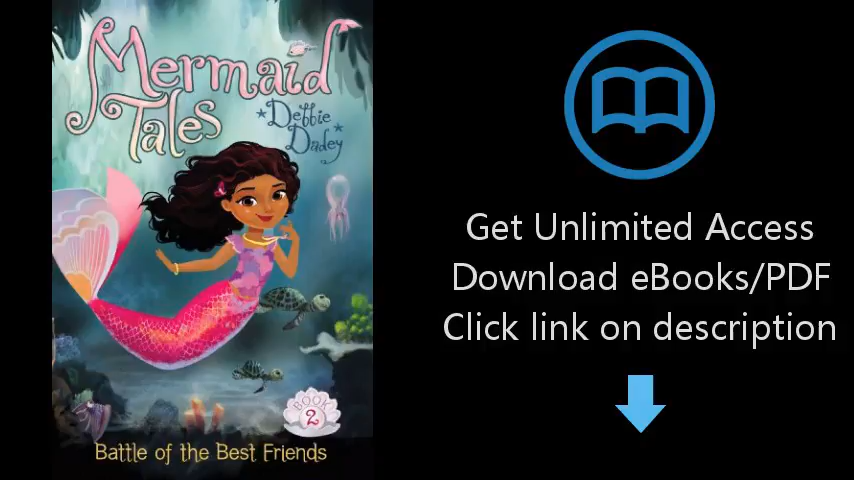 Mermaid
Tales
Debbie
Dadey
BOOK
2
Battle of the Best Friends
Get Unlimited Access
Download eBooks/PDF
Click link on description